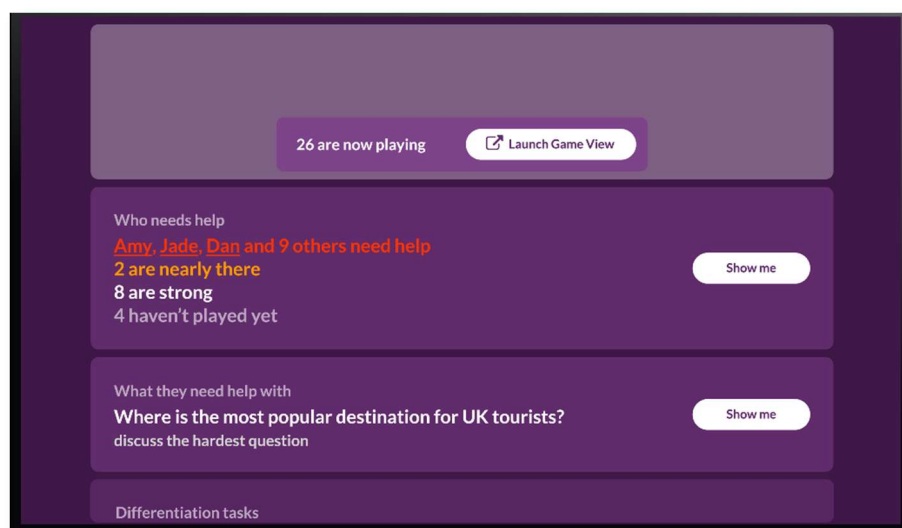 26 are now playing
Launch Game View
Who needs help
Amy, Jade, Dan and 9 others need help
2 are nearly there
8 are strong
4 haven't played yet
Show me
What they need help with
Where is the most popular destination for UK tourists?
discuss the hardest question
Show me
Differentiation tasks